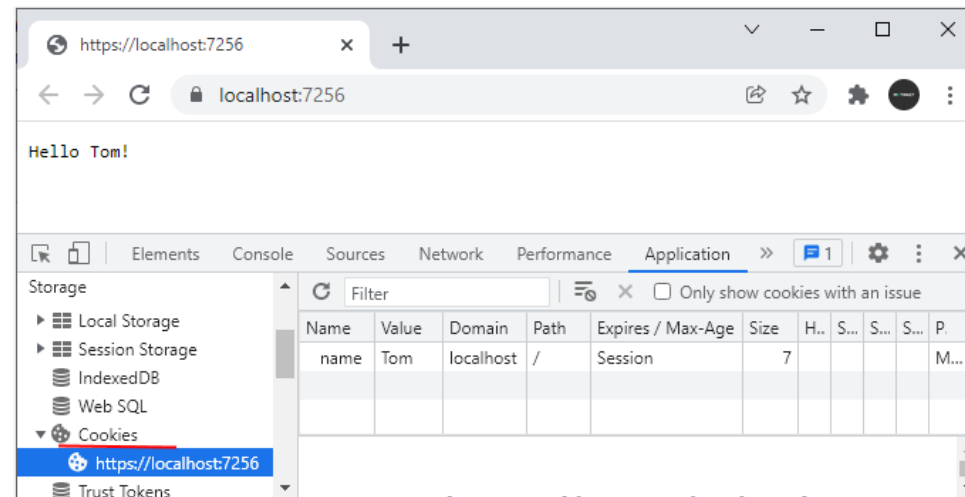 https://localhost:7256
localhost:7256
Hello Tom!
Elements Console Sources Network Performance Application 1
Storage
Filter
Only show cookies with an issue
Local Storage
Session Storage
IndexedDB
Web SQL
Cookies
https://localhost:7256
Trust Tokens
Name Value Domain Path Expires / Max-Age Size H.. S... S... S... P.
name Tom localhost / Session 7 M...